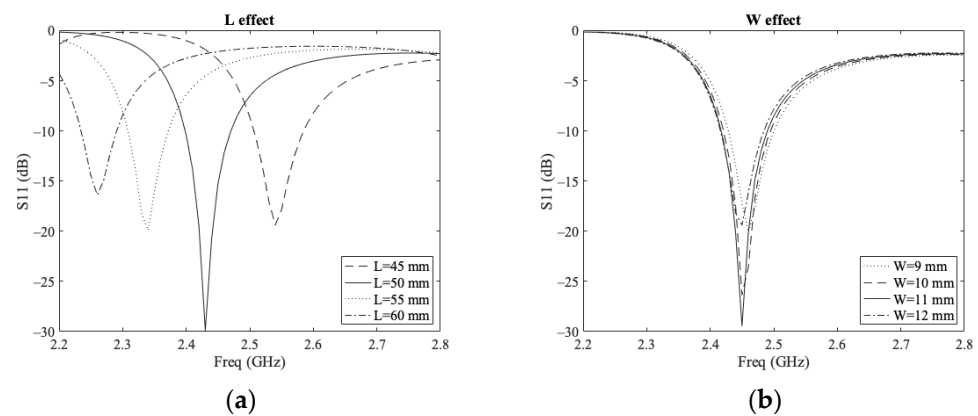 L effect
0
−5
−10
−15
−20
−25
−30
S11 (dB)
2.2 2.3 2.4 2.5 2.6 2.7 2.8
Freq (GHz)
L=45 mm
L=50 mm
L=55 mm
L=60 mm
(a)
W effect
0
−5
−10
−15
−20
−25
−30
S11 (dB)
2.2 2.3 2.4 2.5 2.6 2.7 2.8
Freq (GHz)
W=9 mm
W=10 mm
W=11 mm
W=12 mm
(b)